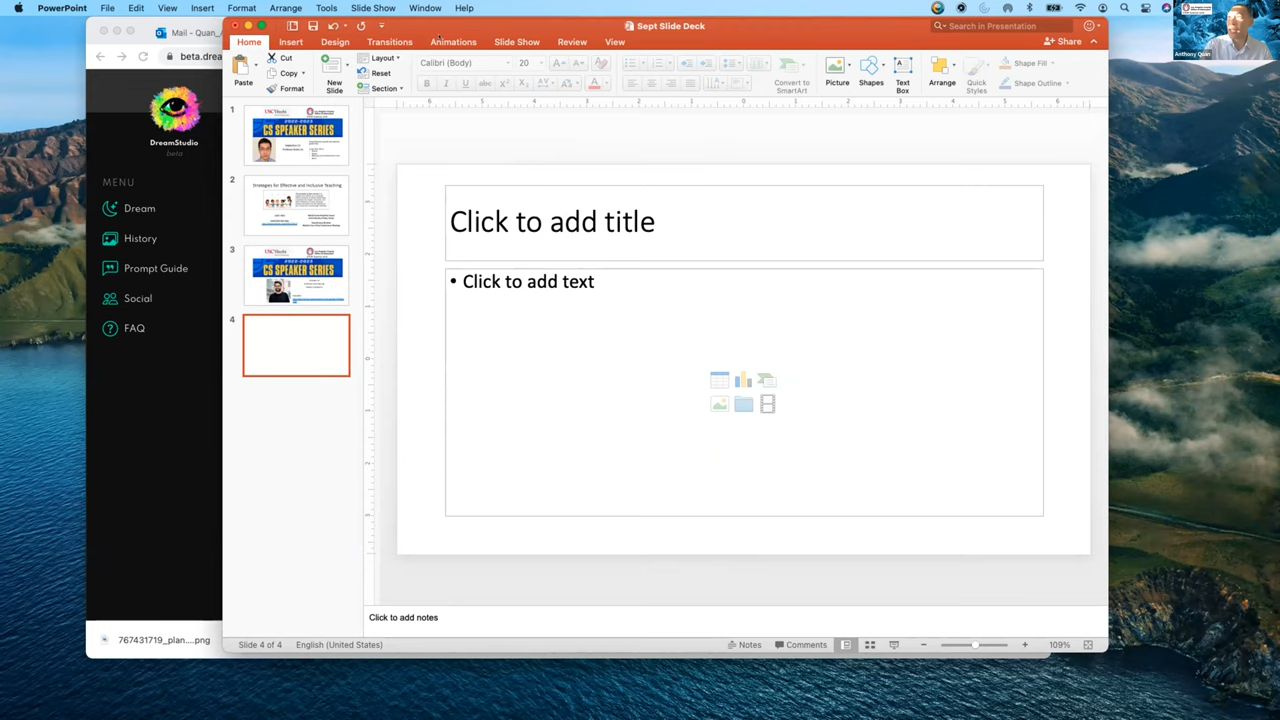 PowerPoint File Edit View Insert Format Arrange Tools Slide Show Window Help
Mail - Quan_
beta.drea
Sept Slide Deck
Search in Presentation
Home Insert Design Transitions Animations Slide Show Review View
Share
Paste
Cut
Copy
Format
New Slide
Layout
Reset
Section
Calibri (Body) 20
Convert to SmartArt
Picture
Shapes
Text Box
Arrange
Quick Styles
Shape Fill
Shape Outline
Anthony Quan
DreamStudio
beta
MENU
Dream
History
Prompt Guide
Social
FAQ
767431719_plan....png
1
2022-2023
CS SPEAKER SERIES
2
Strategies for Effective and Inclusive Teaching
3
2022-2023
CS SPEAKER SERIES
4
Click to add title
• Click to add text
Click to add notes
Slide 4 of 4 English (United States)
Notes Comments
109%